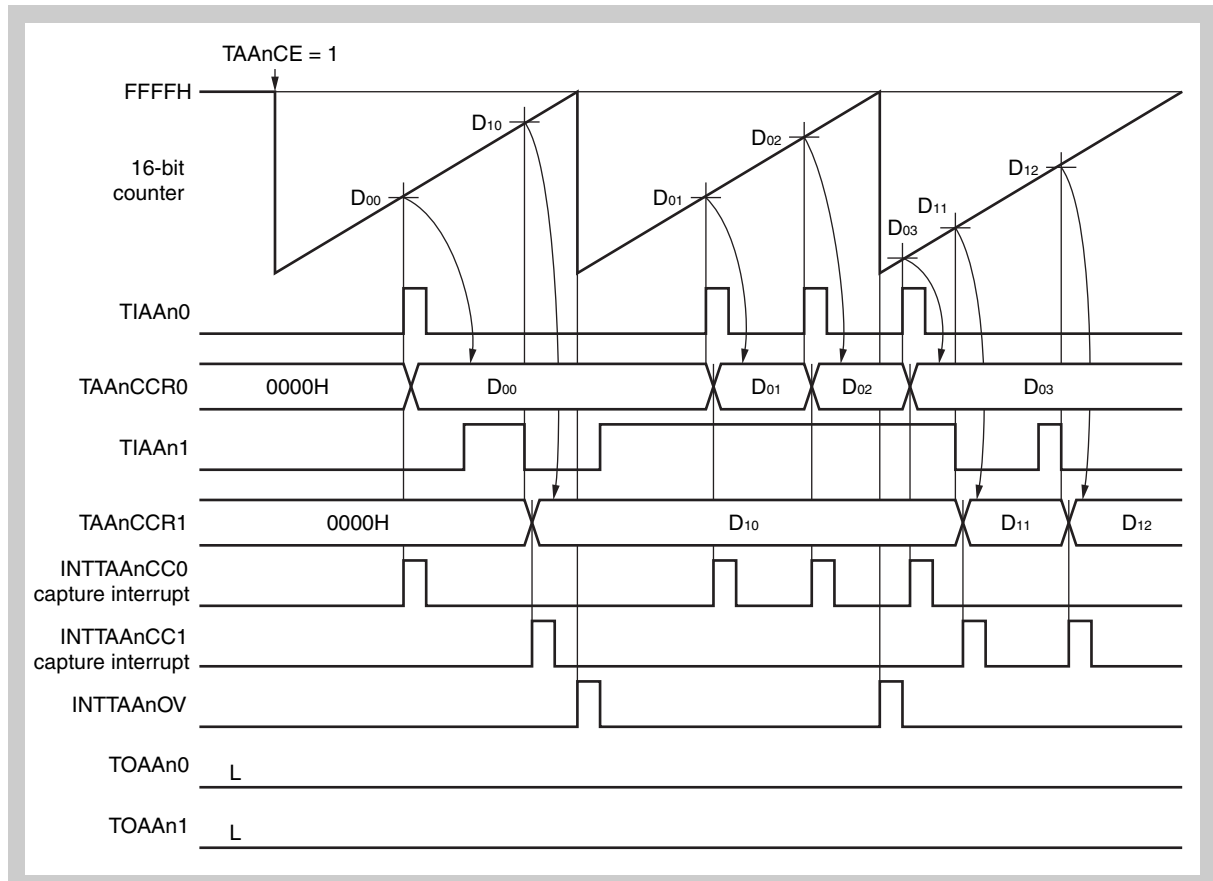 TAAnCE = 1
FFFFH
16-bit
counter
D00
D10
D01
D02
D03
D11
D12
TIAAn0
TAAnCCR0
0000H
D00
D01
D02
D03
TIAAn1
TAAnCCR1
0000H
D10
D11
D12
INTTAAnCC0
capture interrupt
INTTAAnCC1
capture interrupt
INTTAAnOV
TOAAn0
L
TOAAn1
L